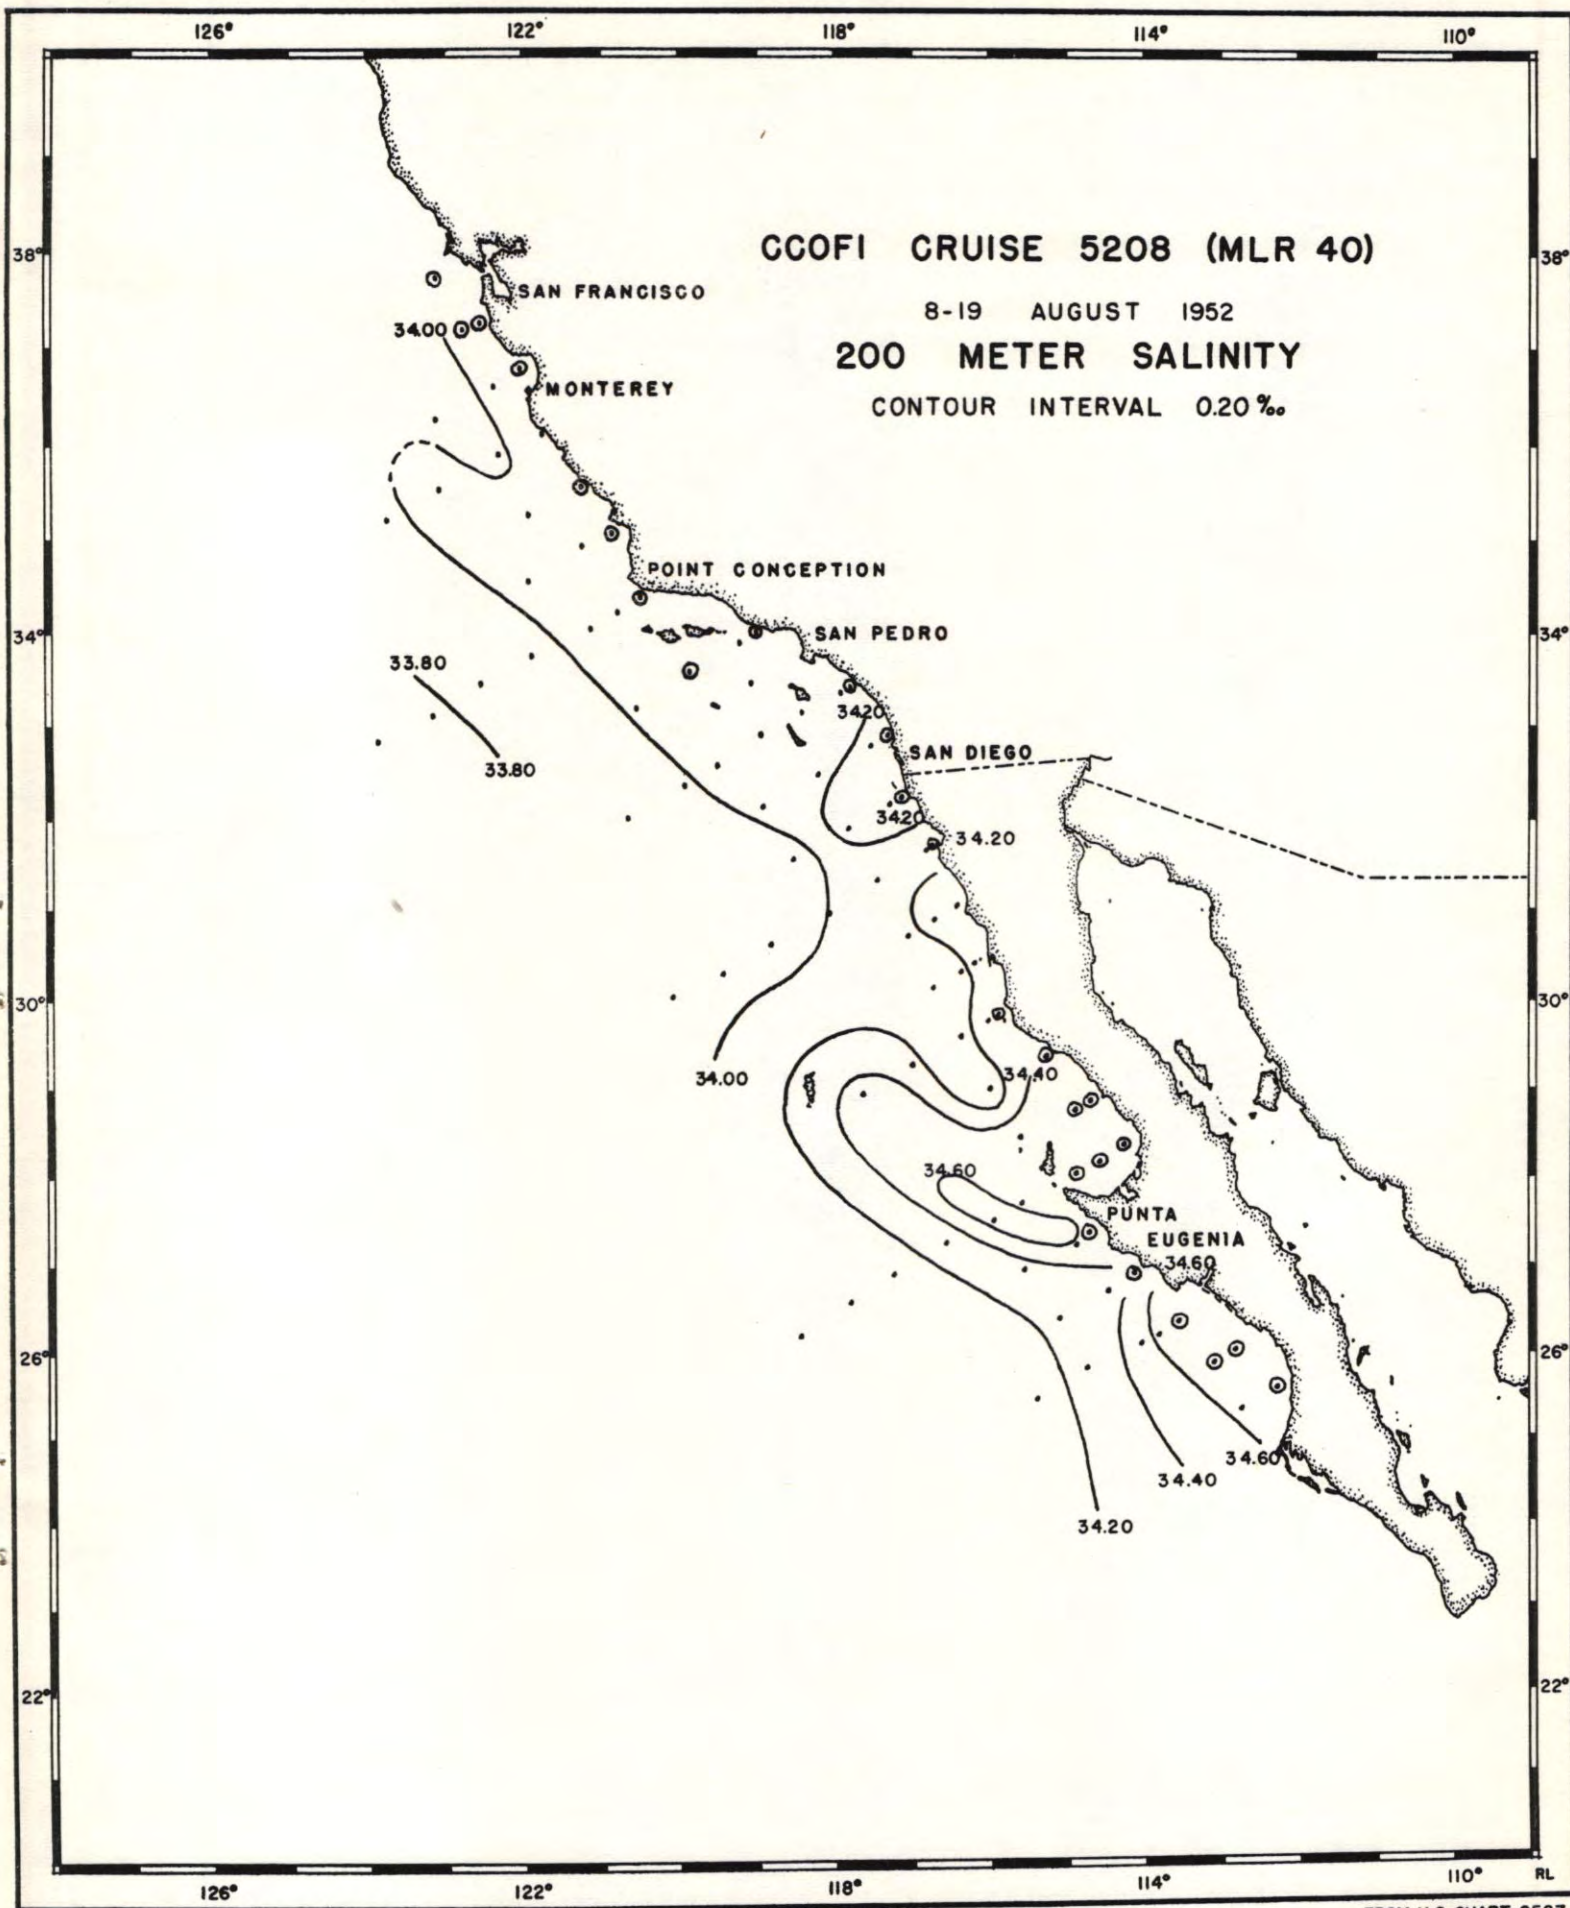 126° 122° 118° 114° 110°
CCOFI CRUISE 5208 (MLR 40)
8-19 AUGUST 1952
200 METER SALINITY
CONTOUR INTERVAL 0.20‰
38° 38°
SAN FRANCISCO
34.00
MONTEREY
POINT CONCEPTION
34° SAN PEDRO 34°
33.80
34.20
SAN DIEGO
33.80
34.20
34.20
30° 30°
34.00
34.40
34.60
PUNTA
EUGENIA
34.60
26° 26°
34.60
34.40
34.20
22° 22°
126° 122° 118° 114° 110° RL